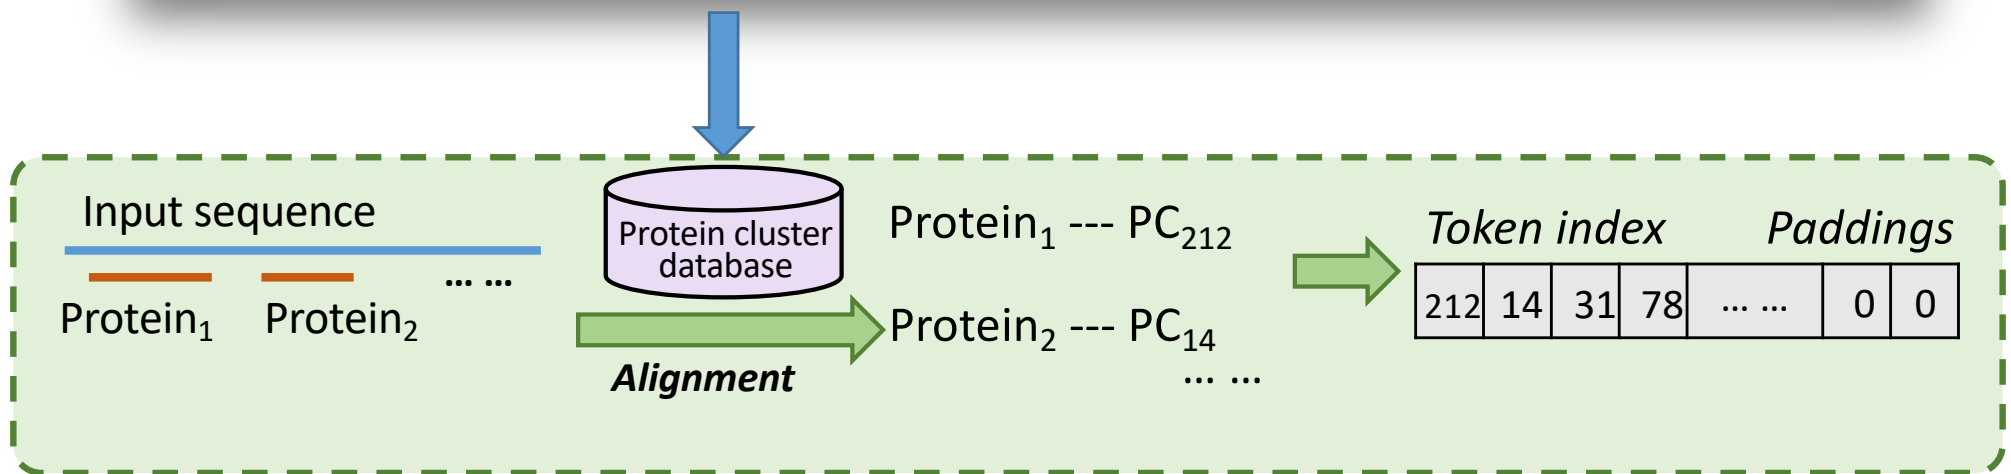 Input sequence
... ...
Protein₁ Protein₂
Protein cluster
database
Alignment
Protein₁ --- PC₂₁₂
Protein₂ --- PC₁₄
... ...
Token index Paddings
212 14 31 78 ... ... 0 0